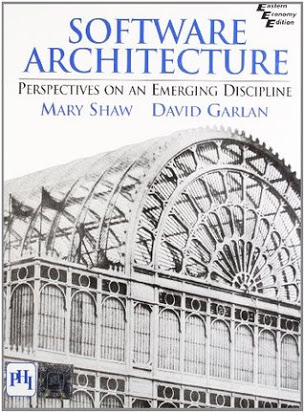 Eastern
Economy
Edition
SOFTWARE
ARCHITECTURE
PERSPECTIVES ON AN EMERGING DISCIPLINE
MARY SHAW DAVID GARLAN
PHI